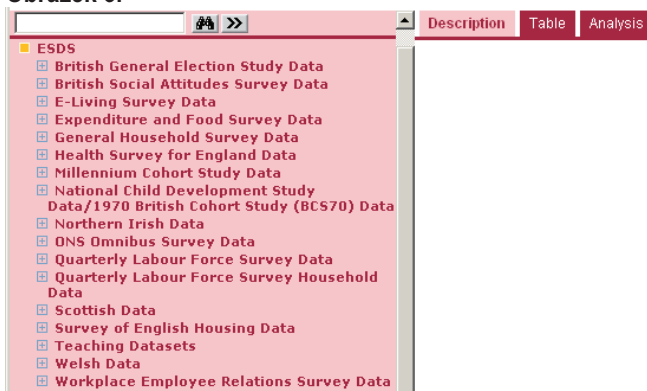 Description Table Analysis
ESDS
British General Election Study Data
British Social Attitudes Survey Data
E-Living Survey Data
Expenditure and Food Survey Data
General Household Survey Data
Health Survey for England Data
Millennium Cohort Study Data
National Child Development Study
Data/1970 British Cohort Study (BCS70) Data
Northern Irish Data
ONS Omnibus Survey Data
Quarterly Labour Force Survey Data
Quarterly Labour Force Survey Household
Data
Scottish Data
Survey of English Housing Data
Teaching Datasets
Welsh Data
Workplace Employee Relations Survey Data